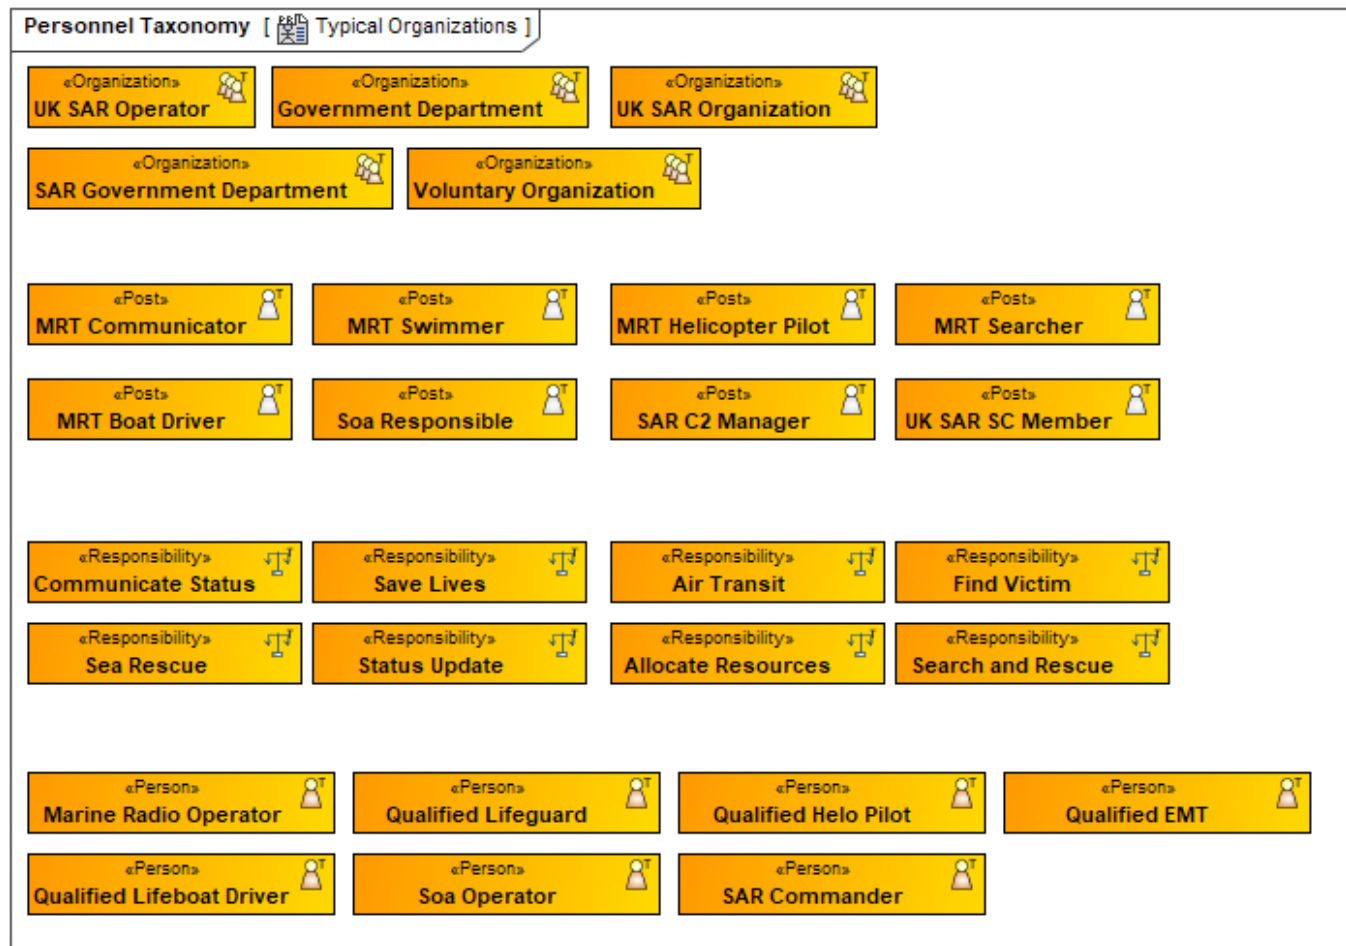 Personnel Taxonomy [ Typical Organizations ]
«Organization» «Organization» «Organization»
UK SAR Operator Government Department UK SAR Organization
«Organization» «Organization»
SAR Government Department Voluntary Organization
«Post» «Post» «Post» «Post»
MRT Communicator MRT Swimmer MRT Helicopter Pilot MRT Searcher
«Post» «Post» «Post» «Post»
MRT Boat Driver Soa Responsible SAR C2 Manager UK SAR SC Member
«Responsibility» «Responsibility» «Responsibility» «Responsibility»
Communicate Status Save Lives Air Transit Find Victim
«Responsibility» «Responsibility» «Responsibility» «Responsibility»
Sea Rescue Status Update Allocate Resources Search and Rescue
«Person» «Person» «Person» «Person»
Marine Radio Operator Qualified Lifeguard Qualified Helo Pilot Qualified EMT
«Person» «Person» «Person»
Qualified Lifeboat Driver Soa Operator SAR Commander